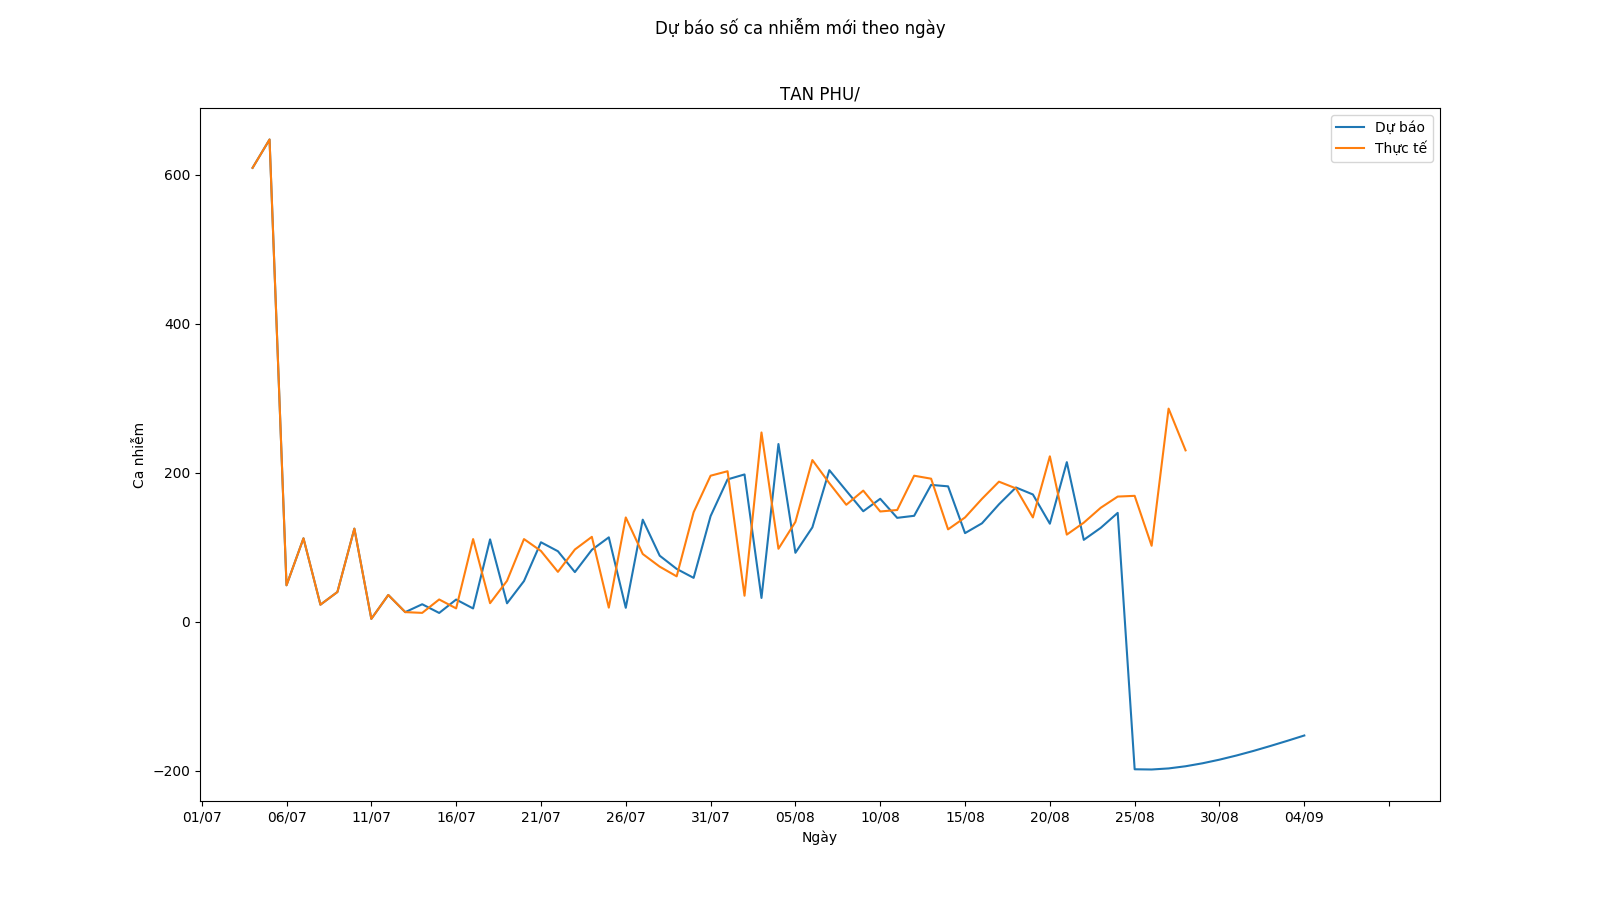 Dự báo số ca nhiễm mới theo ngày
TAN PHU/
Dự báo
Thực tế
600
400
200
0
−200
Ca nhiễm
01/07 06/07 11/07 16/07 21/07 26/07 31/07 05/08 10/08 15/08 20/08 25/08 30/08 04/09
Ngày